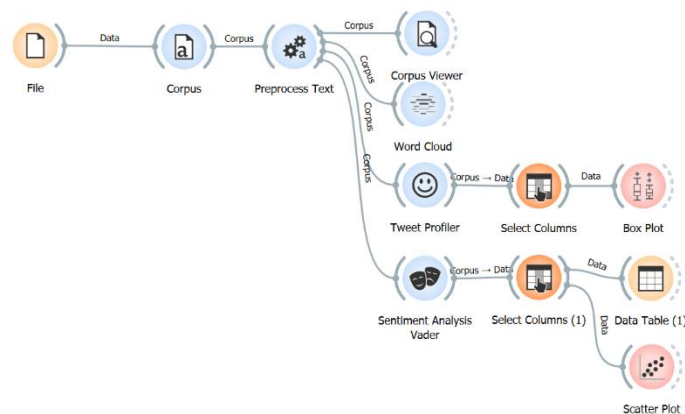 Data
File
Corpus
a
Corpus
a
Preprocess Text
Corpus
Corpus Viewer
Corpus
Word Cloud
Corpus
Tweet Profiler
Corpus → Data
Select Columns
Data
Box Plot
Corpus
Sentiment Analysis
Vader
Corpus → Data
Select Columns (1)
Data
Data Table (1)
Data
Scatter Plot